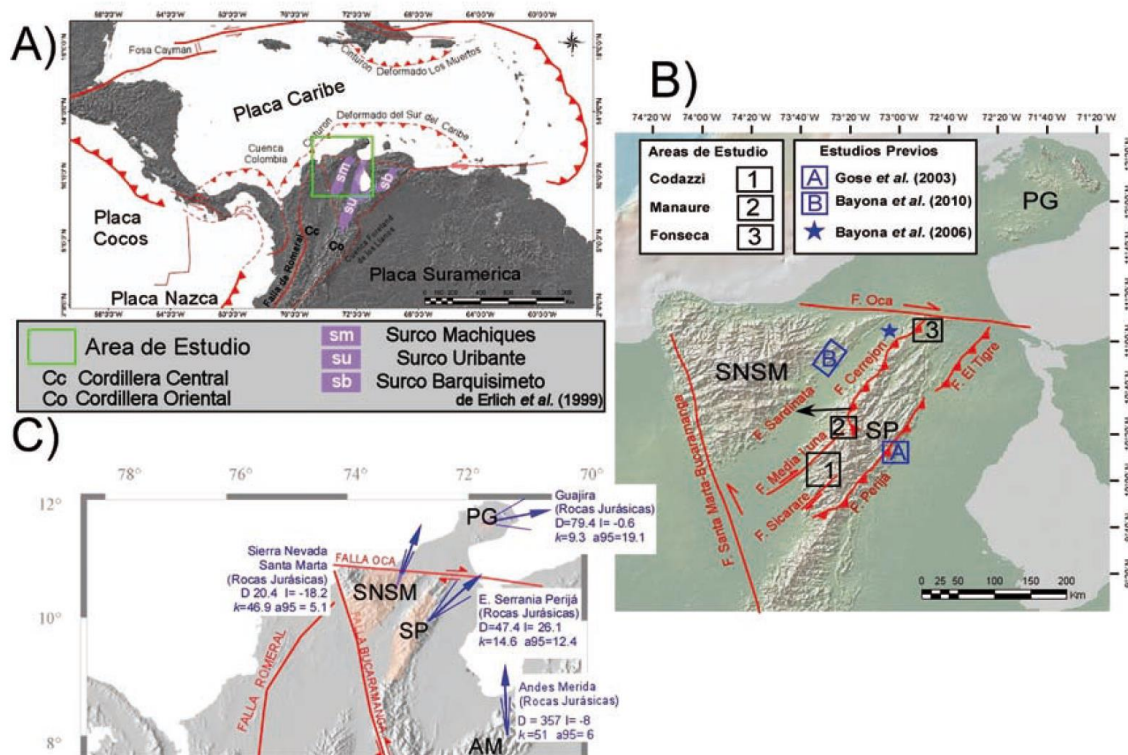 A)
Fosa Cayman
Cinturon
Deformado Los Muertos
Placa Caribe
Deformado del Sur del Caribe
Cinturon
Cuenca
Colombia
sm
sb
su
Placa
Cocos
Cc
Co
Falla de Romeral
Placa Suramerica
Placa Nazca
Area de Estudio
Cc Cordillera Central
Co Cordillera Oriental
sm Surco Machiques
su Surco Uribante
sb Surco Barquisimeto
de Erlich et al. (1999)
B)
74°20'W 74°00'W 73°40'W 73°20'W 73°00'W 72°40'W 72°20'W 72°00'W 71°40'W 71°20'W
Areas de Estudio
Codazzi 1
Manaure 2
Fonseca 3
Estudios Previos
A Gose et al. (2003)
B Bayona et al. (2010)
Bayona et al. (2006)
PG
F. Oca
3
B
SNSM
F. Cerrejon
F. El Tigre
F. Sardinata
2
SP
A
F. Media Luna
1
F. Perija
F. Sicarare
F. Santa Marta-Bucaramanga
0 25 50 100 150 200
Km
C)
78 76 74 72 70
12°
10°
8°
Guajira
(Rocas Jurásicas)
D=79.4 I= -0.6
k=9.3 a95=19.1
PG
Sierra Nevada
Santa Marta
(Rocas Jurásicas)
D 20.4 I= -18.2
k=46.9 a95 = 5.1
FALLA OCA
SNSM
SP
E. Serrania Perijá
(Rocas Jurásicas)
D=47.4 I= 26.1
k=14.6 a95=12.4
FALLA ROMERAL
FALLA BUCARAMANGA
Andes Merida
(Rocas Jurásicas)
D = 357 I= -8
k=51 a95= 6
AM